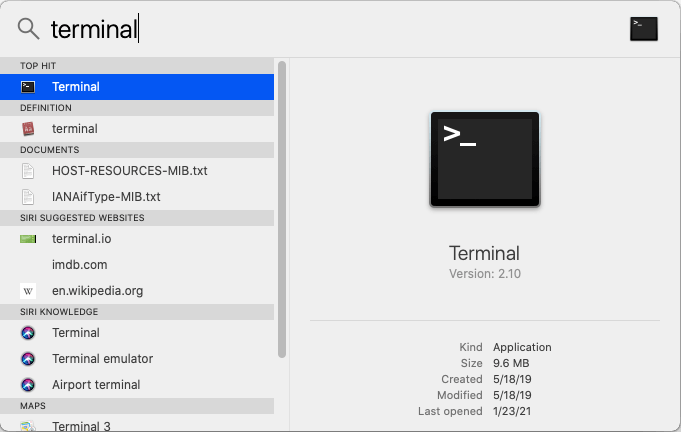 terminal
TOP HIT
Terminal
DEFINITION
terminal
DOCUMENTS
HOST-RESOURCES-MIB.txt
IANAifType-MIB.txt
SIRI SUGGESTED WEBSITES
terminal.io
imdb.com
W en.wikipedia.org
SIRI KNOWLEDGE
Terminal
Terminal emulator
Airport terminal
MAPS
Terminal 3
>_
Terminal
Version: 2.10
Kind Application
Size 9.6 MB
Created 5/18/19
Modified 5/18/19
Last opened 1/23/21